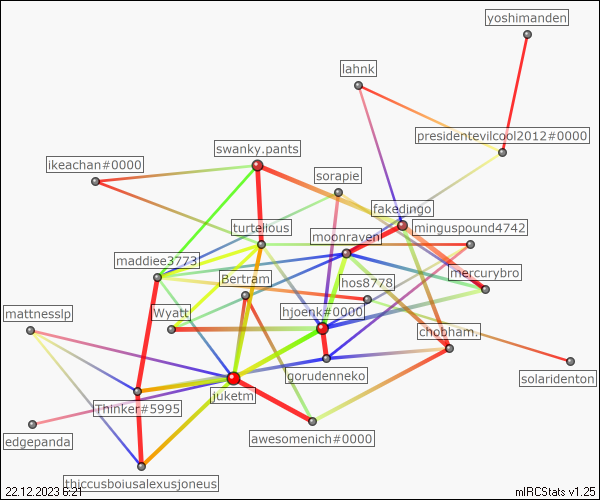 yoshimanden
lahnk
presidentevilcool2012#0000
swanky.pants
ikeachan#0000
sorapie
fakedingo
turtelious
minguspound4742
moonraven
maddiee3773
mercurybro
Bertram
hos8778
mattnesslp
Wyatt
hjoenk#0000
chobham.
gorudenneko
solaridenton
juketm
Thinker#5995
edgepanda
awesomenich#0000
thiccusboiusalexusjoneus
22.12.2023 6:21
mIRCStats v1.25